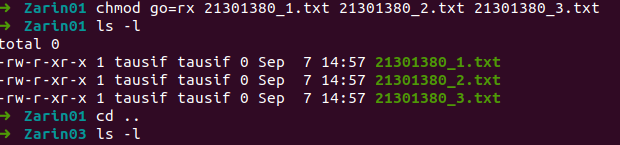 ➜ Zarin01 chmod go=rx 21301380_1.txt 21301380_2.txt 21301380_3.txt
➜ Zarin01 ls -l
total 0
-rw-r-xr-x 1 tausif tausif 0 Sep  7 14:57 21301380_1.txt
-rw-r-xr-x 1 tausif tausif 0 Sep  7 14:57 21301380_2.txt
-rw-r-xr-x 1 tausif tausif 0 Sep  7 14:57 21301380_3.txt
➜ Zarin01 cd ..
➜ Zarin03 ls -l